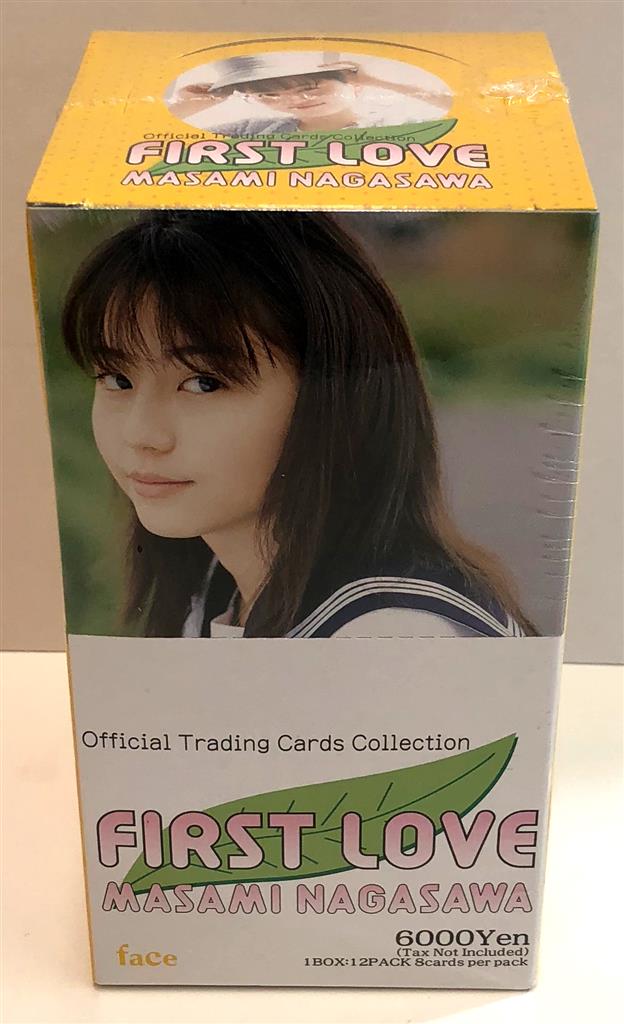 Official Trading Cards Collection
FIRST LOVE
MASAMI NAGASAWA
Official Trading Cards Collection
FIRST LOVE
MASAMI NAGASAWA
6000Yen
(Tax Not Included)
1BOX:12PACK 8cards per pack
face